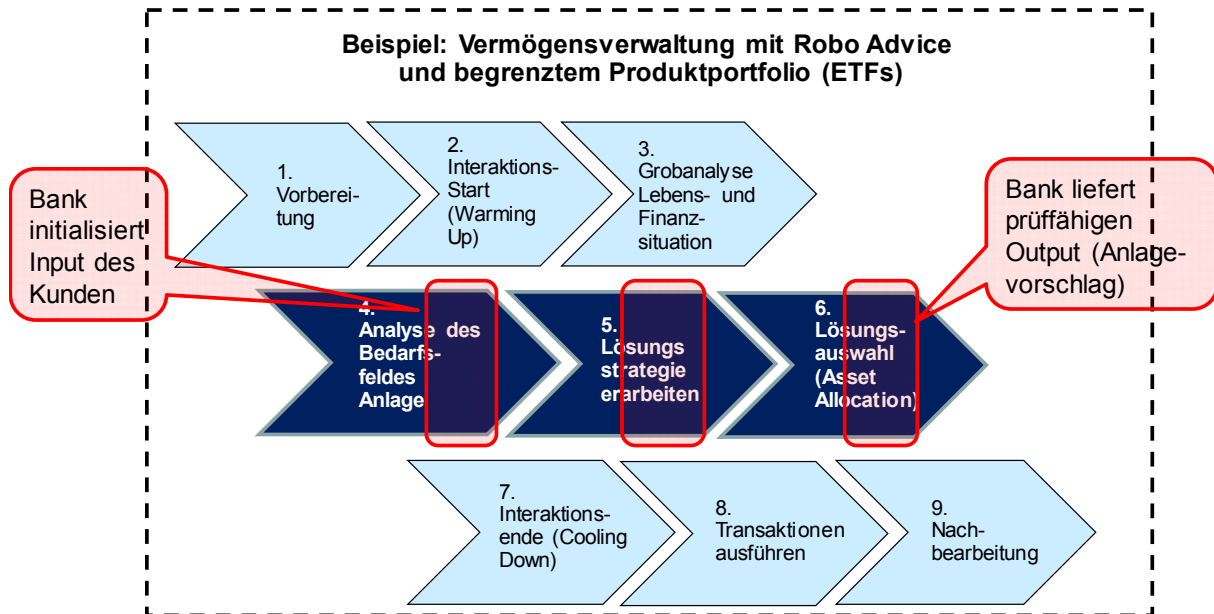 Beispiel: Vermögensverwaltung mit Robo Advice
und begrenztem Produktportfolio (ETFs)
1.
Vorberei-
tung
2.
Interaktions-
Start
(Warming
Up)
3.
Grobanalyse
Lebens- und
Finanz-
situation
Bank
initialisiert
Input des
Kunden
Bank liefert
prüffähigen
Output (Anlage-
vorschlag)
4.
Analyse des
Bedarfs-
feldes
Anlage
5.
Lösungs
strategie
erarbeiten
6.
Lösungs-
auswahl
(Asset
Allocation)
7.
Interaktions-
ende (Cooling
Down)
8.
Transaktionen
ausführen
9.
Nach-
bearbeitung